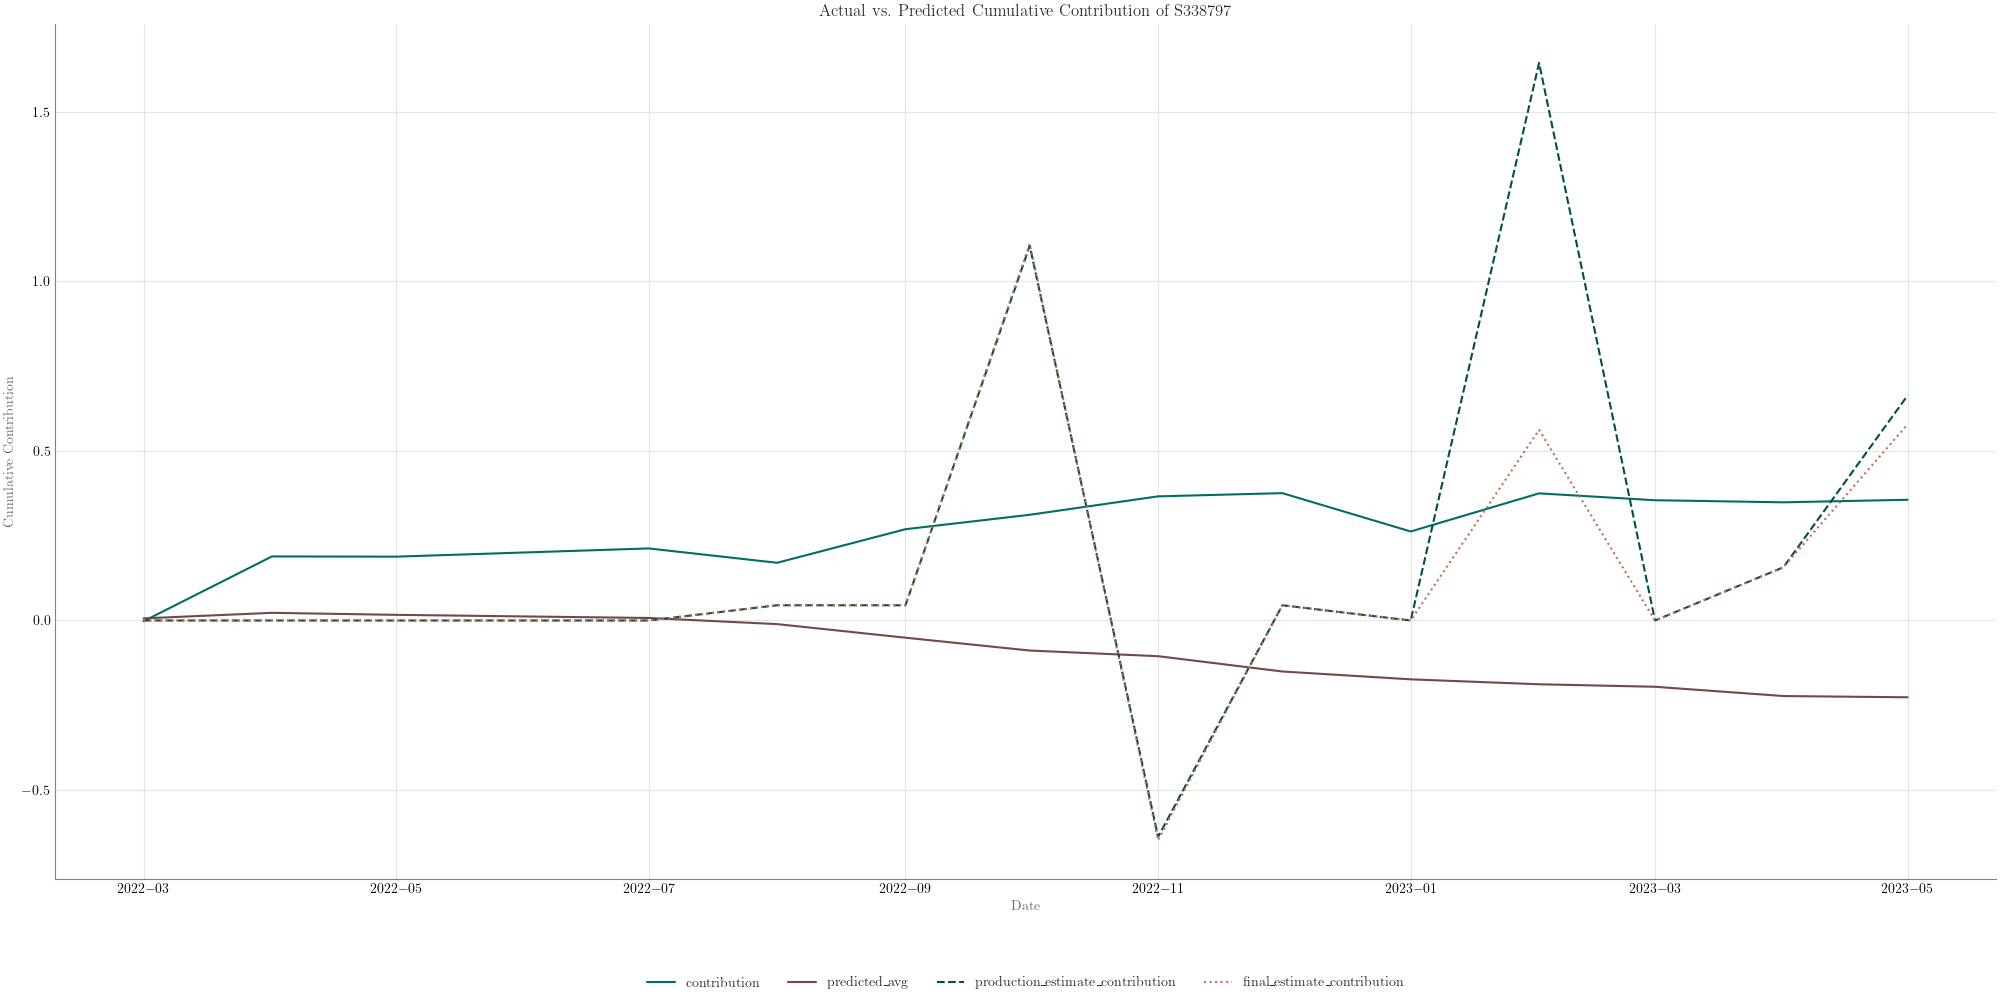 Actual vs. Predicted Cumulative Contribution of S338797
Cumulative Contribution
1.5
1.0
0.5
0.0
−0.5
2022−03 2022−05 2022−07 2022−09 2022−11 2023−01 2023−03 2023−05
Date
contribution predicted_avg production_estimate_contribution final_estimate_contribution